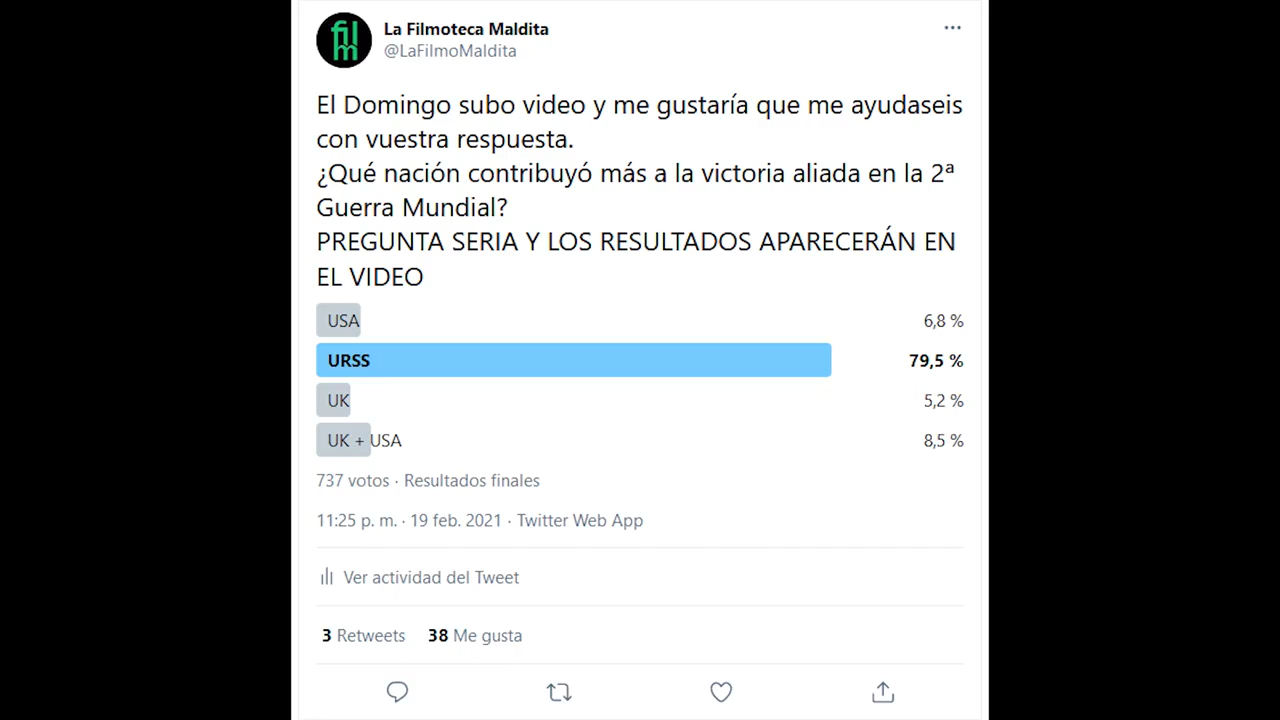 film
La Filmoteca Maldita
@LaFilmoMaldita
El Domingo subo video y me gustaría que me ayudaseis
con vuestra respuesta.
¿Qué nación contribuyó más a la victoria aliada en la 2ª
Guerra Mundial?
PREGUNTA SERIA Y LOS RESULTADOS APARECERÁN EN
EL VIDEO
USA 6,8 %
URSS 79,5 %
UK 5,2 %
UK + USA 8,5 %
737 votos · Resultados finales
11:25 p. m. · 19 feb. 2021 · Twitter Web App
Ver actividad del Tweet
3 Retweets 38 Me gusta